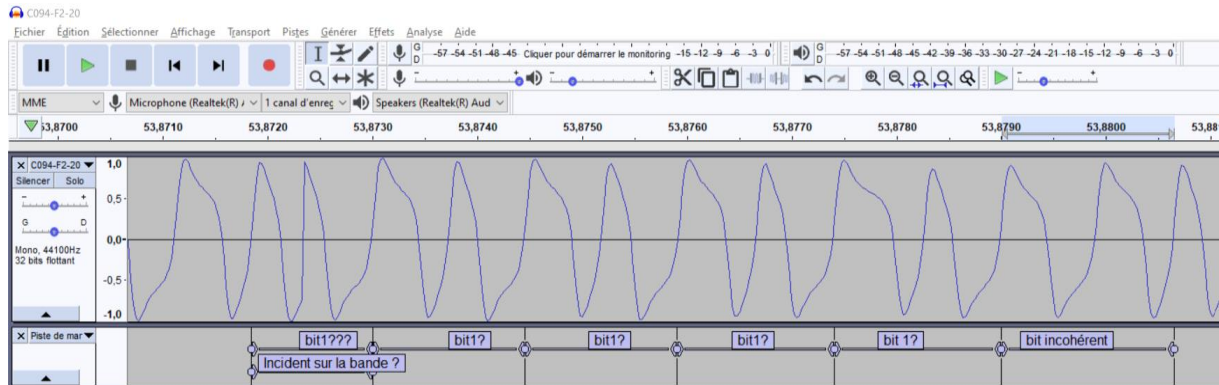 C094-F2-20
Fichier Édition Sélectionner Affichage Transport Pistes Générer Effets Analyse Aide
G D -57 -54 -51 -48 -45 Cliquer pour démarrer le monitoring -15 -12 -9 -6 -3 0 G D -57 -54 -51 -48 -45 -42 -39 -36 -33 -30 -27 -24 -21 -18 -15 -12 -9 -6 -3 0
- + - +
- +
MME Microphone (Realtek(R) 1 canal d'enreg Speakers (Realtek(R) Aud
53,8700 53,8710 53,8720 53,8730 53,8740 53,8750 53,8760 53,8770 53,8780 53,8790 53,8800 53,88
× C094-F2-20 1,0
Silencer Solo
- + 0,5-
G D
0,0-
Mono, 44100Hz
32 bits flottant
-0,5-
-1,0
× Piste de mar bit1??? bit1? bit1? bit1? bit 1? bit incohérent
Incident sur la bande ?